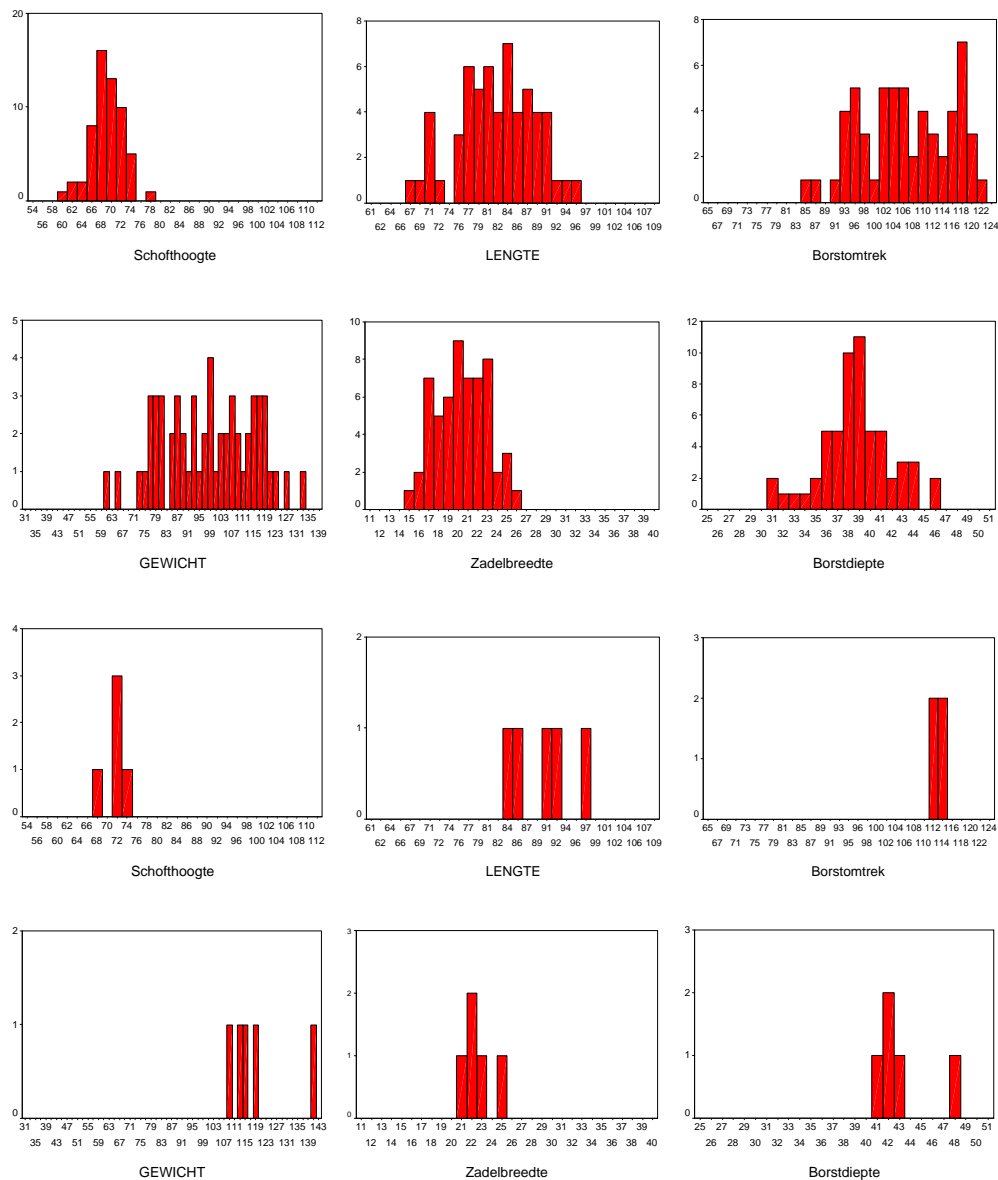 20
10
0
54 58 62 66 70 74 78 82 86 90 94 98 102 106 110
56 60 64 68 72 76 80 84 88 92 96 100 104 108 112
Schofthoogte
8
6
4
2
0
61 64 68 71 74 77 81 84 87 91 94 97 101 104 107
62 66 69 72 76 79 82 86 89 92 96 99 102 106 109
LENGTE
8
6
4
2
0
65 69 73 77 81 85 89 93 98 102 106 110 114 118 122
67 71 75 79 83 87 91 96 100 104 108 112 116 120 124
Borstomtrek
5
4
3
2
1
0
31 39 47 55 63 71 79 87 95 103 111 119 127 135
35 43 51 59 67 75 83 91 99 107 115 123 131 139
GEWICHT
10
8
6
4
2
0
11 13 15 17 19 21 23 25 27 29 31 33 35 37 39
12 14 16 18 20 22 24 26 28 30 32 34 36 38 40
Zadelbreedte
12
10
8
6
4
2
0
25 27 29 31 33 35 37 39 41 43 45 47 49 51
26 28 30 32 34 36 38 40 42 44 46 48 50
Borstdiepte
4
3
2
1
0
54 58 62 66 70 74 78 82 86 90 94 98 102 106 110
56 60 64 68 72 76 80 84 88 92 96 100 104 108 112
Schofthoogte
2
1
0
61 64 68 71 74 77 81 84 87 91 94 97 101 104 107
62 66 69 72 76 79 82 86 89 92 96 99 102 106 109
LENGTE
3
2
1
0
65 69 73 77 81 85 89 93 98 102 106 110 114 120 124
67 71 75 79 83 87 91 96 100 104 108 112 118 122
Borstomtrek
2
1
0
31 39 47 55 63 71 79 87 95 103 111 119 127 135 143
35 43 51 59 67 75 83 91 99 107 115 123 131 139
GEWICHT
3
2
1
0
11 13 15 17 19 21 23 25 27 29 31 33 35 37 39
12 14 16 18 20 22 24 26 28 30 32 34 36 38 40
Zadelbreedte
3
2
1
0
25 27 29 31 33 35 37 39 41 43 45 47 49 51
26 28 30 32 34 36 38 40 42 44 46 48 50
Borstdiepte